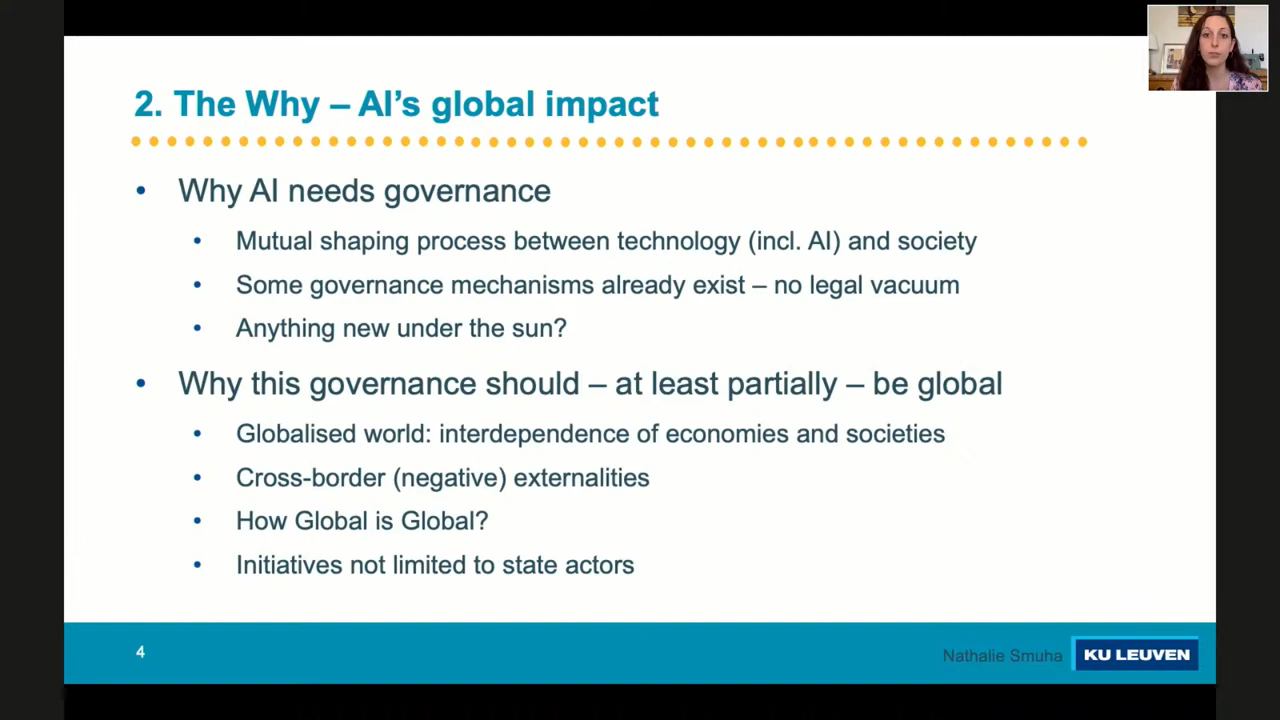 2. The Why – AI’s global impact
• Why AI needs governance
• Mutual shaping process between technology (incl. AI) and society
• Some governance mechanisms already exist – no legal vacuum
• Anything new under the sun?
• Why this governance should – at least partially – be global
• Globalised world: interdependence of economies and societies
• Cross-border (negative) externalities
• How Global is Global?
• Initiatives not limited to state actors
4
Nathalie Smuha
KU LEUVEN